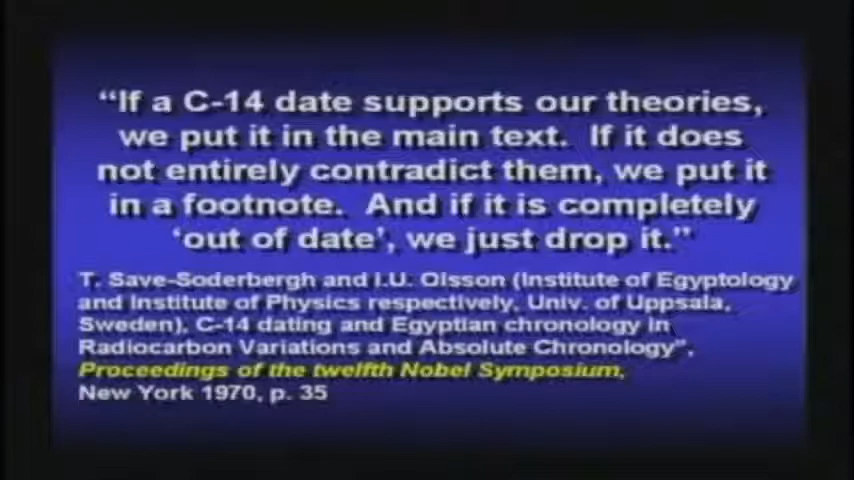 “If a C-14 date supports our theories,
we put it in the main text.  If it does
not entirely contradict them, we put it
in a footnote.  And if it is completely
‘out of date’, we just drop it.”
T. Save-Soderbergh and I.U. Olsson (Institute of Egyptology
and Institute of Physics respectively, Univ. of Uppsala,
Sweden), C-14 dating and Egyptian chronology in
Radiocarbon Variations and Absolute Chronology”,
Proceedings of the twelfth Nobel Symposium,
New York 1970, p. 35